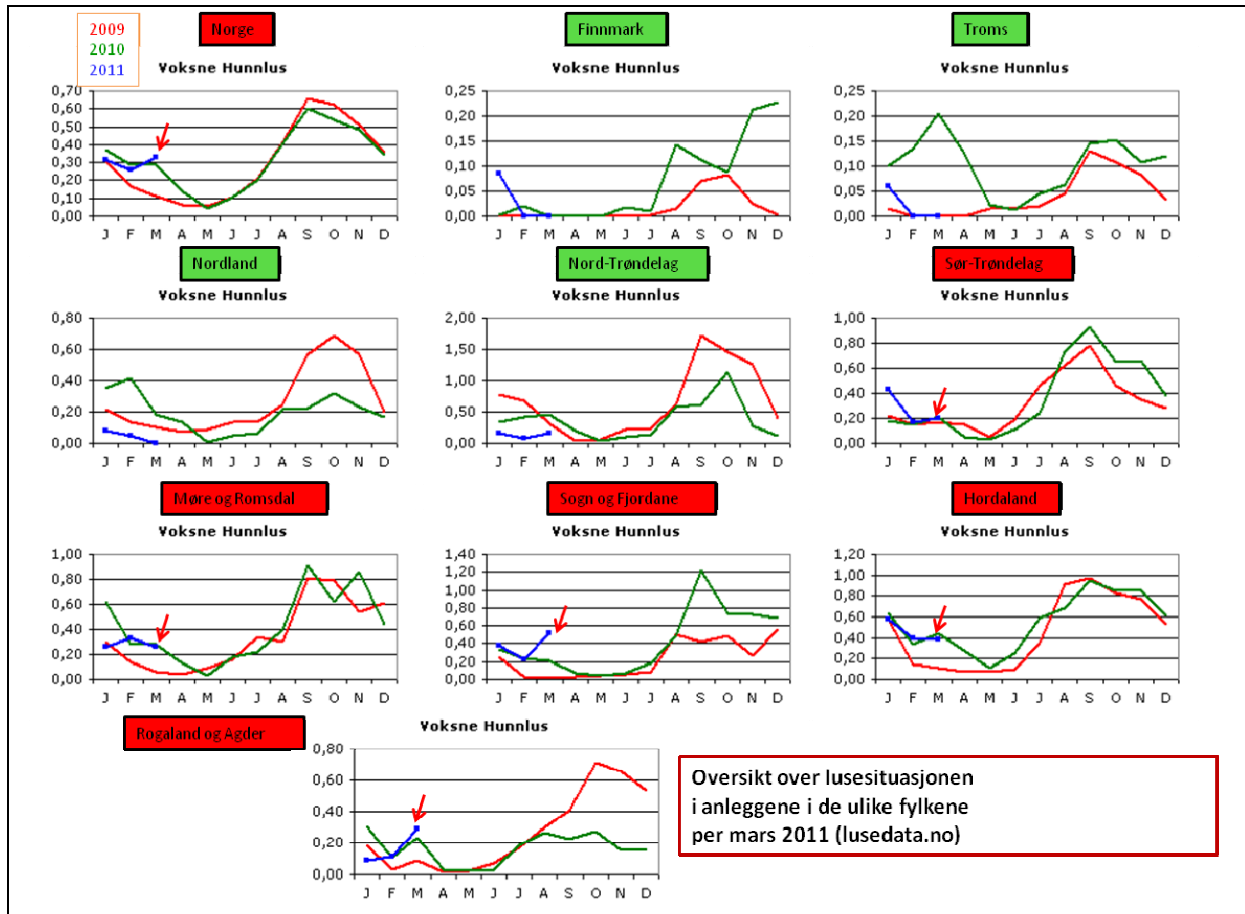 2009
2010
2011
Norge
Voksne Hunnlus
0,70
0,60
0,50
0,40
0,30
0,20
0,10
0,00
J F M A M J J A S O N D
Finnmark
Voksne Hunnlus
0,25
0,20
0,15
0,10
0,05
0,00
J F M A M J J A S O N D
Troms
Voksne Hunnlus
0,25
0,20
0,15
0,10
0,05
0,00
J F M A M J J A S O N D
Nordland
Voksne Hunnlus
0,80
0,60
0,40
0,20
0,00
J F M A M J J A S O N D
Nord-Trøndelag
Voksne Hunnlus
2,00
1,50
1,00
0,50
0,00
J F M A M J J A S O N D
Sør-Trøndelag
Voksne Hunnlus
1,00
0,80
0,60
0,40
0,20
0,00
J F M A M J J A S O N D
Møre og Romsdal
Voksne Hunnlus
1,00
0,80
0,60
0,40
0,20
0,00
J F M A M J J A S O N D
Sogn og Fjordane
Voksne Hunnlus
1,40
1,20
1,00
0,80
0,60
0,40
0,20
0,00
J F M A M J J A S O N D
Hordaland
Voksne Hunnlus
1,20
1,00
0,80
0,60
0,40
0,20
0,00
J F M A M J J A S O N D
Rogaland og Agder
Voksne Hunnlus
0,80
0,60
0,40
0,20
0,00
J F M A M J J A S O N D
Oversikt over lusesituasjonen
i anleggene i de ulike fylkene
per mars 2011 (lusedata.no)